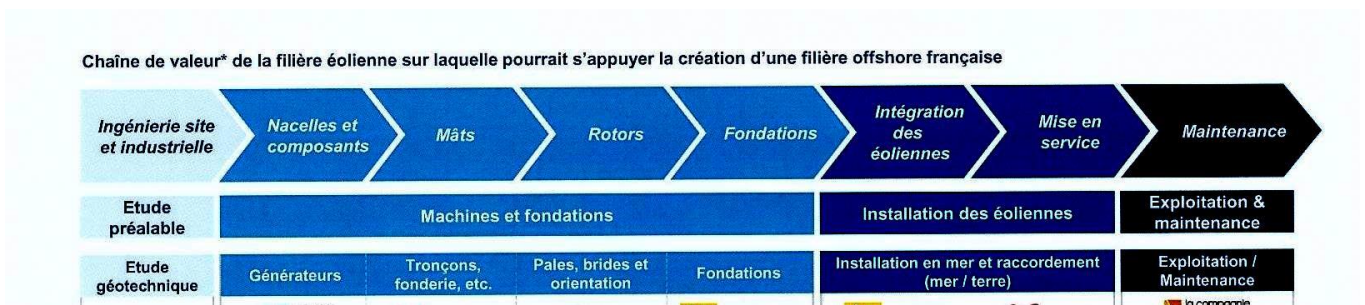 Chaîne de valeur* de la filière éolienne sur laquelle pourrait s'appuyer la création d'une filière offshore française
Ingénierie site
et industrielle
Nacelles et
composants
Mâts
Rotors
Fondations
Intégration
des
éoliennes
Mise en
service
Maintenance
Etude
préalable
Machines et fondations
Installation des éoliennes
Exploitation &
maintenance
Etude
géotechnique
Générateurs
Tronçons,
fonderie, etc.
Pales, brides et
orientation
Fondations
Installation en mer et raccordement
(mer / terre)
Exploitation /
Maintenance
la compagnie